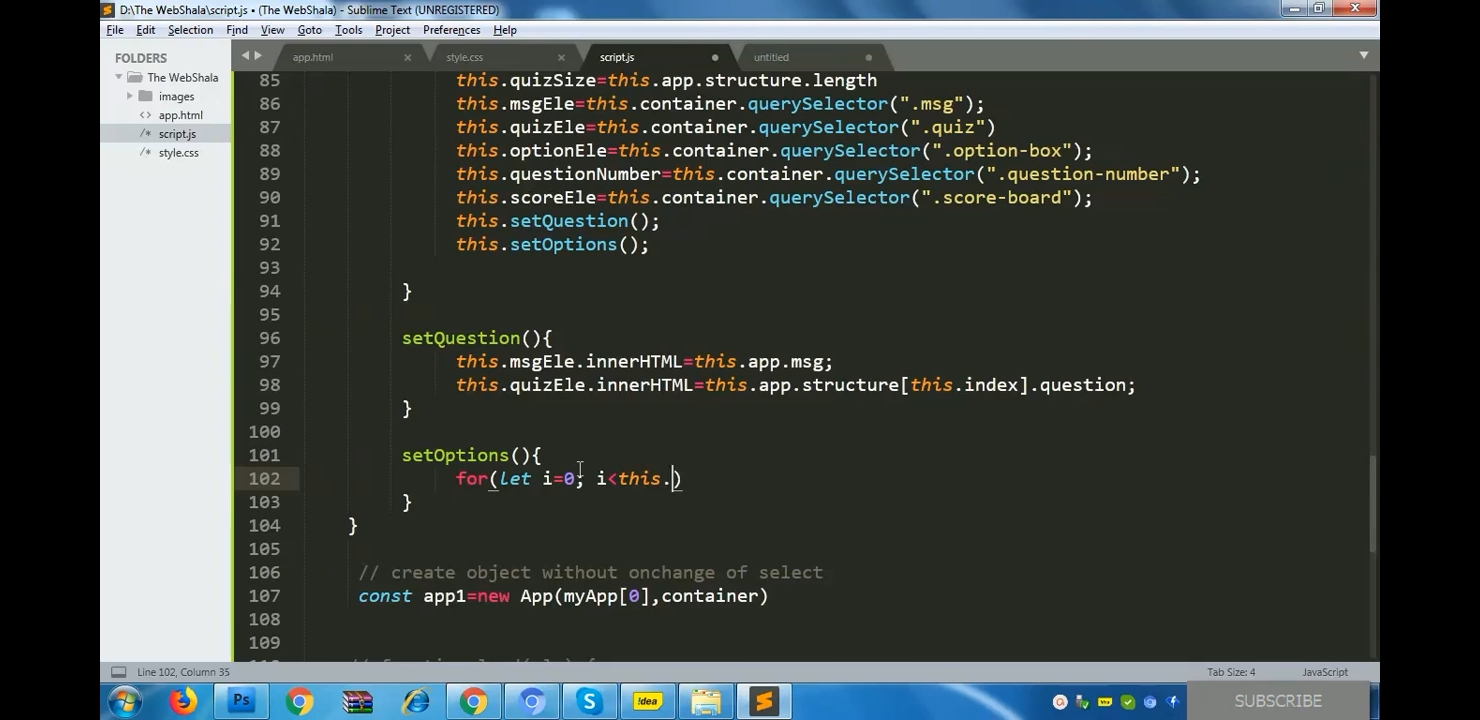 D:\The WebShala\script.js • (The WebShala) - Sublime Text (UNREGISTERED)
File Edit Selection Find View Goto Tools Project Preferences Help
FOLDERS
The WebShala
images
app.html
script.js
style.css
app.html style.css script.js untitled
85 this.quizSize=this.app.structure.length
86 this.msgEle=this.container.querySelector(".msg");
87 this.quizEle=this.container.querySelector(".quiz")
88 this.optionEle=this.container.querySelector(".option-box");
89 this.questionNumber=this.container.querySelector(".question-number");
90 this.scoreEle=this.container.querySelector(".score-board");
91 this.setQuestion();
92 this.setOptions();
93
94 }
95
96 setQuestion(){
97 this.msgEle.innerHTML=this.app.msg;
98 this.quizEle.innerHTML=this.app.structure[this.index].question;
99 }
100
101 setOptions(){
102 for(let i=0; i<this.)
103 }
104 }
105
106 // create object without onchange of select
107 const app1=new App(myApp[0],container)
108
109
Line 102, Column 35 Tab Size: 4 JavaScript
Ps !dea SUBSCRIBE